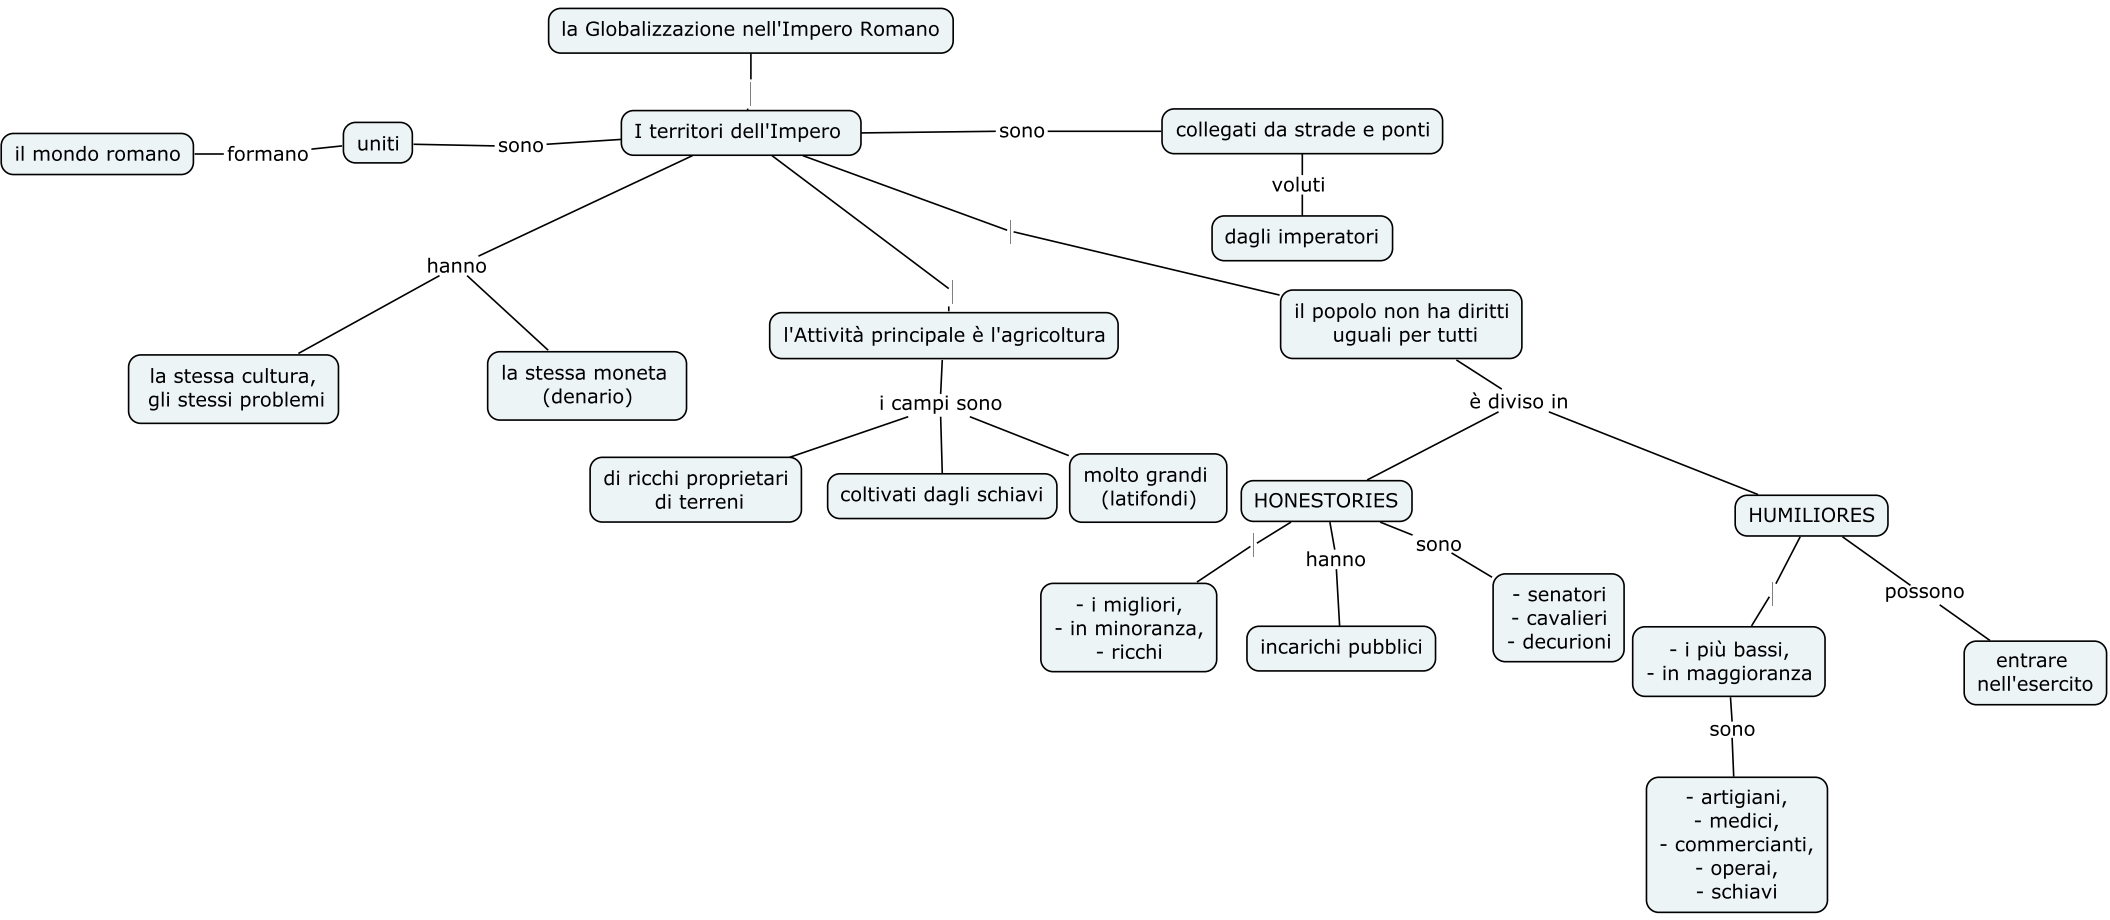 la Globalizzazione nell'Impero Romano
I territori dell'Impero
sono
uniti
formano
il mondo romano
sono
collegati da strade e ponti
voluti
dagli imperatori
hanno
la stessa cultura,
gli stessi problemi
la stessa moneta
(denario)
l'Attività principale è l'agricoltura
i campi sono
di ricchi proprietari
di terreni
coltivati dagli schiavi
molto grandi
(latifondi)
il popolo non ha diritti
uguali per tutti
è diviso in
HONESTORIES
- i migliori,
- in minoranza,
- ricchi
hanno
incarichi pubblici
sono
- senatori
- cavalieri
- decurioni
HUMILIORES
- i più bassi,
- in maggioranza
sono
- artigiani,
- medici,
- commercianti,
- operai,
- schiavi
possono
entrare
nell'esercito